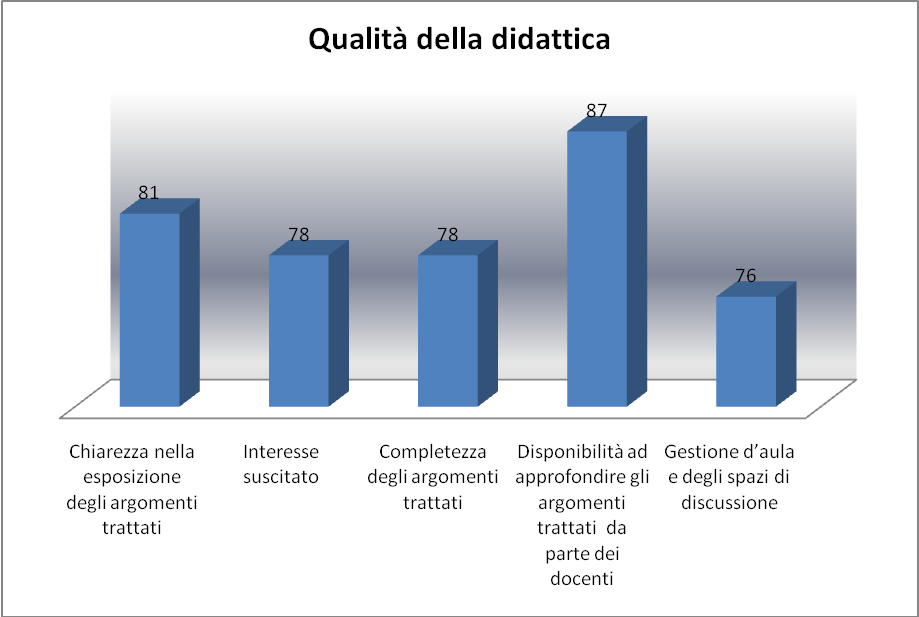 Qualità della didattica
81
78
78
87
76
Chiarezza nella
esposizione
degli argomenti
trattati
Interesse
suscitato
Completezza
degli argomenti
trattati
Disponibilità ad
approfondire gli
argomenti
trattati da
parte dei
docenti
Gestione d’aula
e degli spazi di
discussione